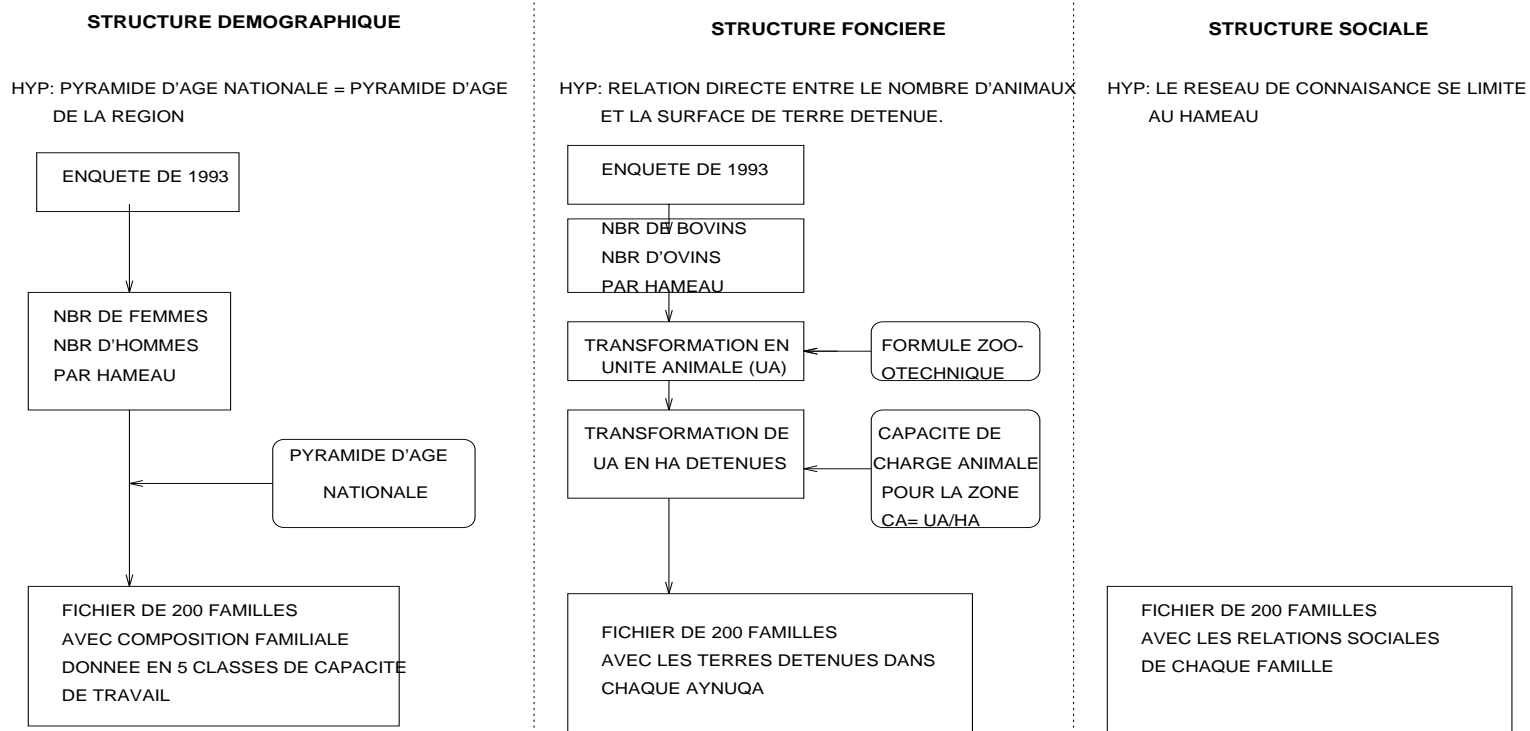 STRUCTURE DEMOGRAPHIQUE
HYP: PYRAMIDE D'AGE NATIONALE = PYRAMIDE D'AGE
DE LA REGION
ENQUETE DE 1993
NBR DE FEMMES
NBR D'HOMMES
PAR HAMEAU
PYRAMIDE D'AGE
NATIONALE
FICHIER DE 200 FAMILLES
AVEC COMPOSITION FAMILIALE
DONNEE EN 5 CLASSES DE CAPACITE
DE TRAVAIL
STRUCTURE FONCIERE
HYP: RELATION DIRECTE ENTRE LE NOMBRE D'ANIMAUX
ET LA SURFACE DE TERRE DETENUE.
ENQUETE DE 1993
NBR DE BOVINS
NBR D'OVINS
PAR HAMEAU
TRANSFORMATION EN
UNITE ANIMALE (UA)
FORMULE ZOO-
OTECHNIQUE
TRANSFORMATION DE
UA EN HA DETENUES
CAPACITE DE
CHARGE ANIMALE
POUR LA ZONE
CA= UA/HA
FICHIER DE 200 FAMILLES
AVEC LES TERRES DETENUES DANS
CHAQUE AYNUQA
STRUCTURE SOCIALE
HYP: LE RESEAU DE CONNAISANCE SE LIMITE
AU HAMEAU
FICHIER DE 200 FAMILLES
AVEC LES RELATIONS SOCIALES
DE CHAQUE FAMILLE